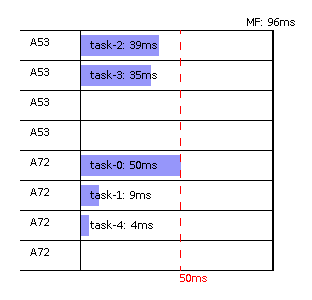 MF: 96ms
A53 task-2: 39ms
A53 task-3: 35ms
A53
A53
A72 task-0: 50ms
A72 task-1: 9ms
A72 task-4: 4ms
A72
50ms